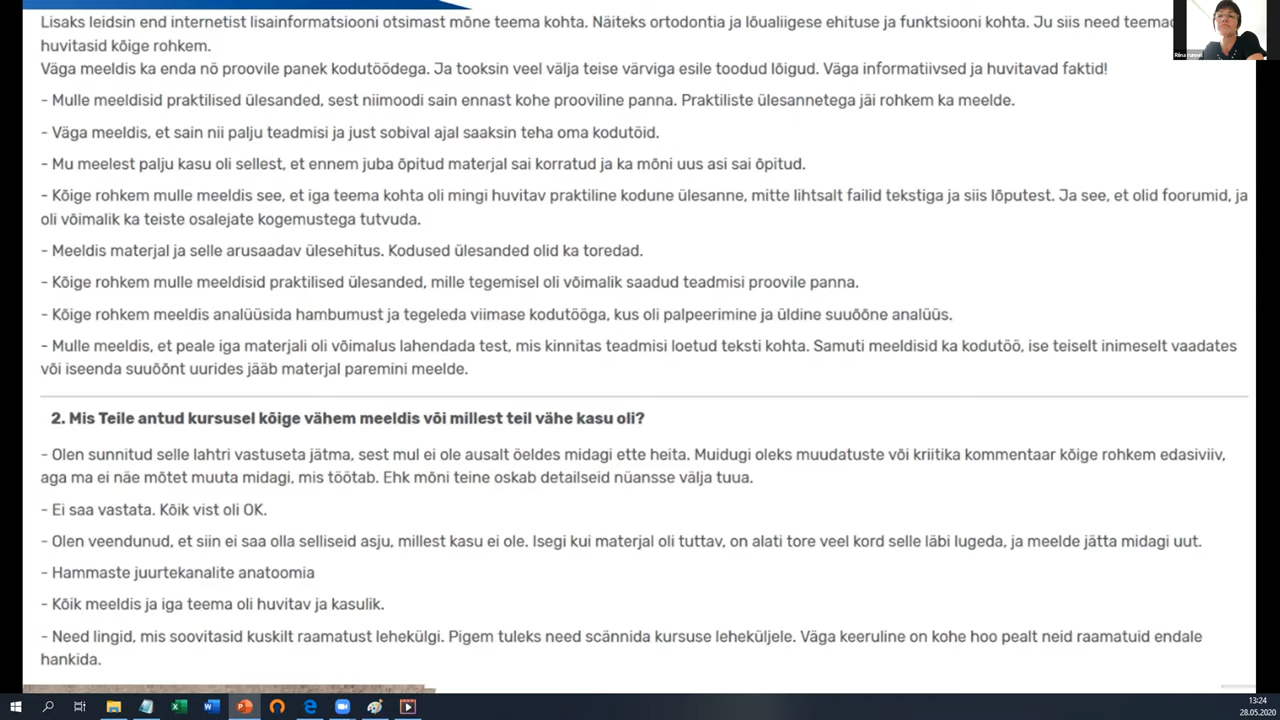 Lisaks leidsin end internetist lisainformatsiooni otsimast mõne teema kohta. Näiteks ortodontia ja lõualiigese ehituse ja funktsiooni kohta. Ju siis need teemad
huvitasid kõige rohkem.
Väga meeldis ka enda nö proovile panek kodutöödega. Ja tooksin veel välja teise värviga esile toodud lõigud. Väga informatiivsed ja huvitavad faktid!
- Mulle meeldisid praktilised ülesanded, sest niimoodi sain ennast kohe prooviline panna. Praktiliste ülesannetega jäi rohkem ka meelde.
- Väga meeldis, et sain nii palju teadmisi ja just sobival ajal saaksin teha oma kodutöid.
- Mu meelest palju kasu oli sellest, et ennem juba õpitud materjal sai korratud ja ka mõni uus asi sai õpitud.
- Kõige rohkem mulle meeldis see, et iga teema kohta oli mingi huvitav praktiline kodune ülesanne, mitte lihtsalt failid tekstiga ja siis lõputest. Ja see, et olid foorumid, ja
oli võimalik ka teiste osalejate kogemustega tutvuda.
- Meeldis materjal ja selle arusaadav ülesehitus. Kodused ülesanded olid ka toredad.
- Kõige rohkem mulle meeldisid praktilised ülesanded, mille tegemisel oli võimalik saadud teadmisi proovile panna.
- Kõige rohkem meeldis analüüsida hambumust ja tegeleda viimase kodutööga, kus oli palpeerimine ja üldine suuõõne analüüs.
- Mulle meeldis, et peale iga materjali oli võimalus lahendada test, mis kinnitas teadmisi loetud teksti kohta. Samuti meeldisid ka kodutöö, ise teiselt inimeselt vaadates
või iseenda suuõõnt uurides jääb materjal paremini meelde.
2. Mis Teile antud kursusel kõige vähem meeldis või millest teil vähe kasu oli?
- Olen sunnitud selle lahtri vastuseta jätma, sest mul ei ole ausalt öeldes midagi ette heita. Muidugi oleks muudatuste või kriitika kommentaar kõige rohkem edasiviiv,
aga ma ei näe mõtet muuta midagi, mis töötab. Ehk mõni teine oskab detailseid nüansse välja tuua.
- Ei saa vastata. Kõik vist oli OK.
- Olen veendunud, et siin ei saa olla selliseid asju, millest kasu ei ole. Isegi kui materjal oli tuttav, on alati tore veel kord selle läbi lugeda, ja meelde jätta midagi uut.
- Hammaste juurtekanalite anatoomia
- Kõik meeldis ja iga teema oli huvitav ja kasulik.
- Need lingid, mis soovitasid kuskilt raamatust lehekülgi. Pigem tuleks need scännida kursuse leheküljele. Väga keeruline on kohe hoo pealt neid raamatuid endale
hankida.
13:24
28.05.2020